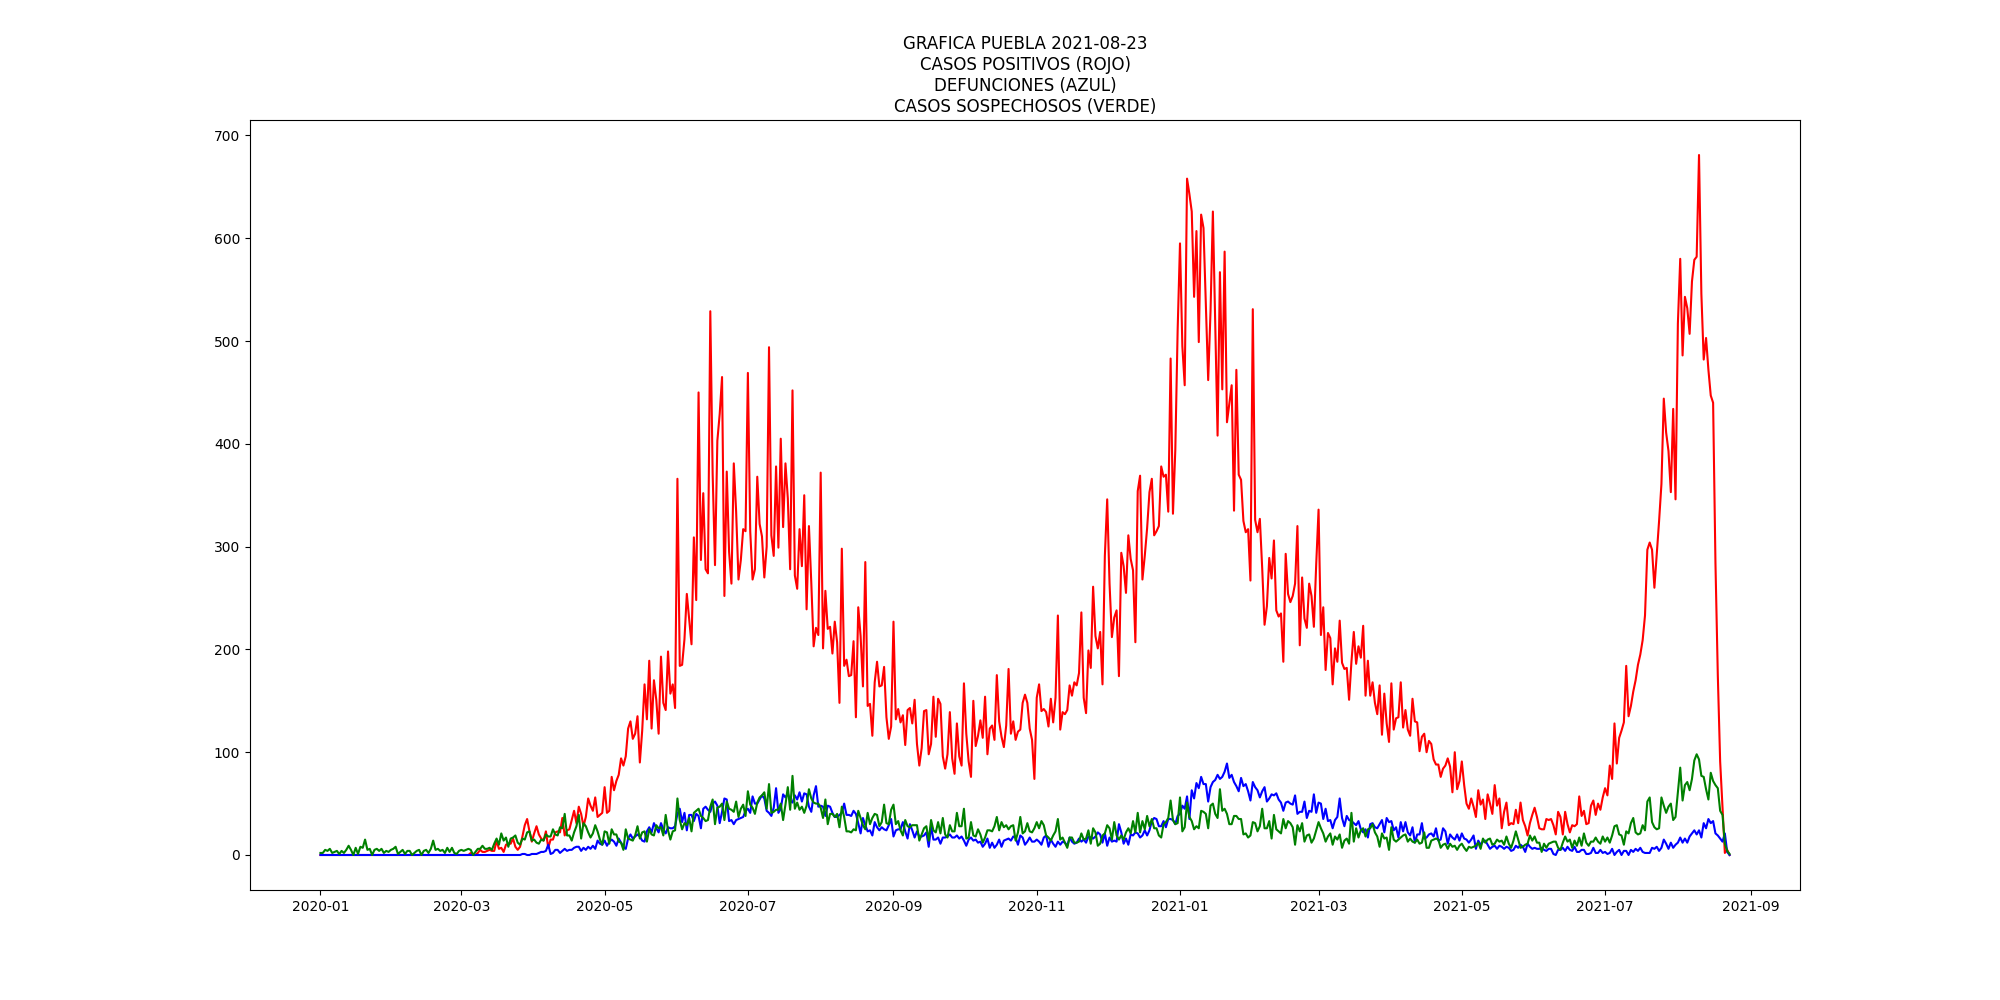 GRAFICA PUEBLA 2021-08-23
CASOS POSITIVOS (ROJO)
DEFUNCIONES (AZUL)
CASOS SOSPECHOSOS (VERDE)
700
600
500
400
300
200
100
0
2020-01 2020-03 2020-05 2020-07 2020-09 2020-11 2021-01 2021-03 2021-05 2021-07 2021-09